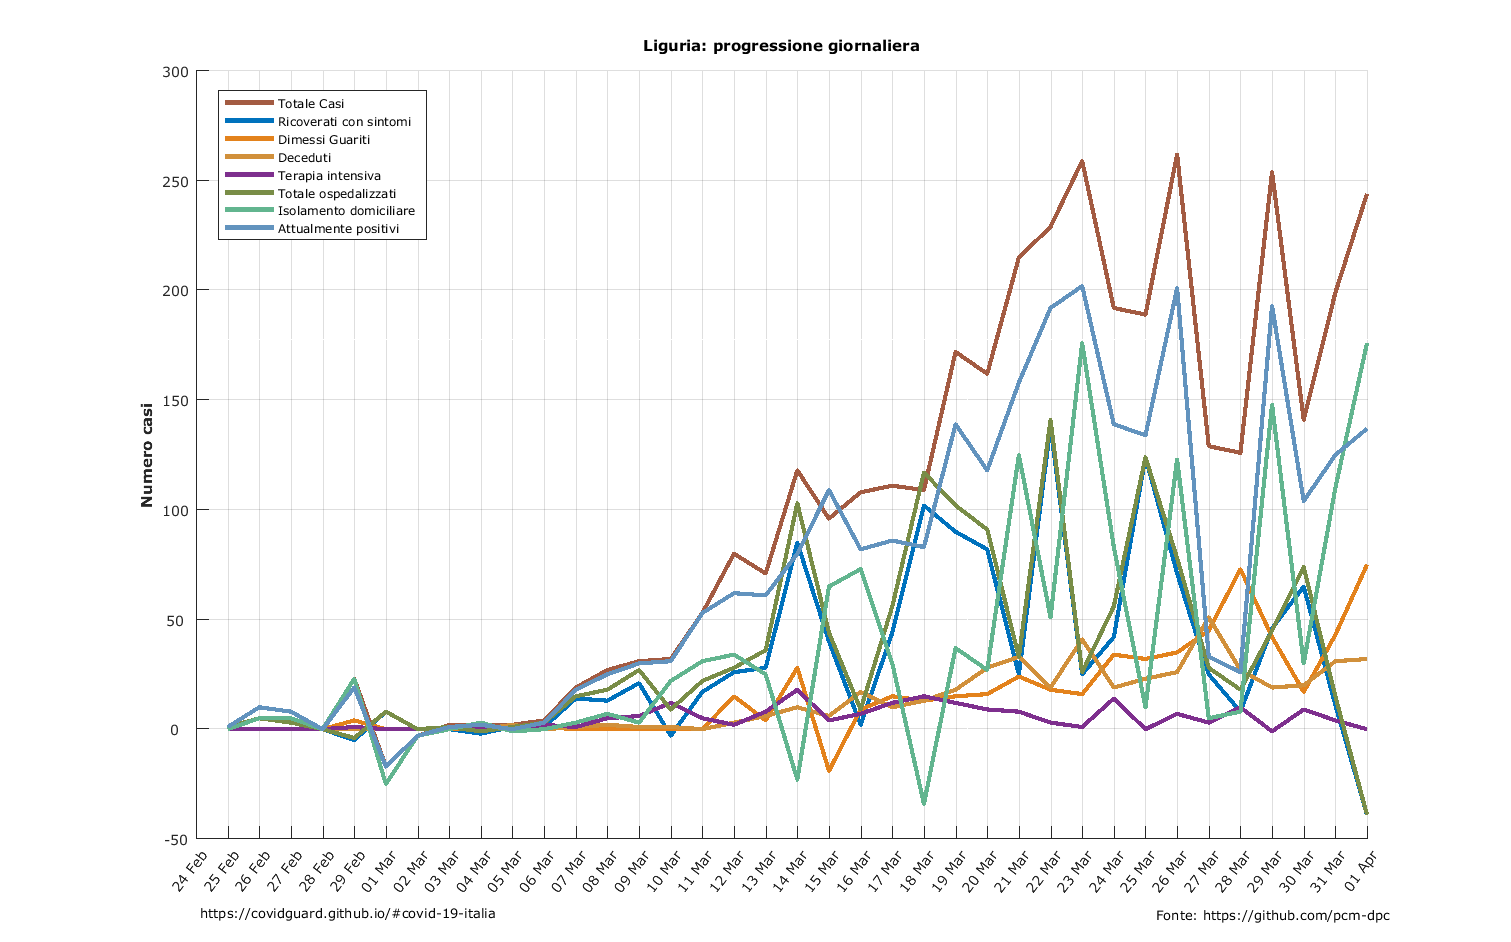 Liguria: progressione giornaliera
300
250
200
150
100
50
0
-50
Numero casi
Totale Casi
Ricoverati con sintomi
Dimessi Guariti
Deceduti
Terapia intensiva
Totale ospedalizzati
Isolamento domiciliare
Attualmente positivi
24 Feb
25 Feb
26 Feb
27 Feb
28 Feb
29 Feb
01 Mar
02 Mar
03 Mar
04 Mar
05 Mar
06 Mar
07 Mar
08 Mar
09 Mar
10 Mar
11 Mar
12 Mar
13 Mar
14 Mar
15 Mar
16 Mar
17 Mar
18 Mar
19 Mar
20 Mar
21 Mar
22 Mar
23 Mar
24 Mar
25 Mar
26 Mar
27 Mar
28 Mar
29 Mar
30 Mar
31 Mar
01 Apr
https://covidguard.github.io/#covid-19-italia
Fonte: https://github.com/pcm-dpc